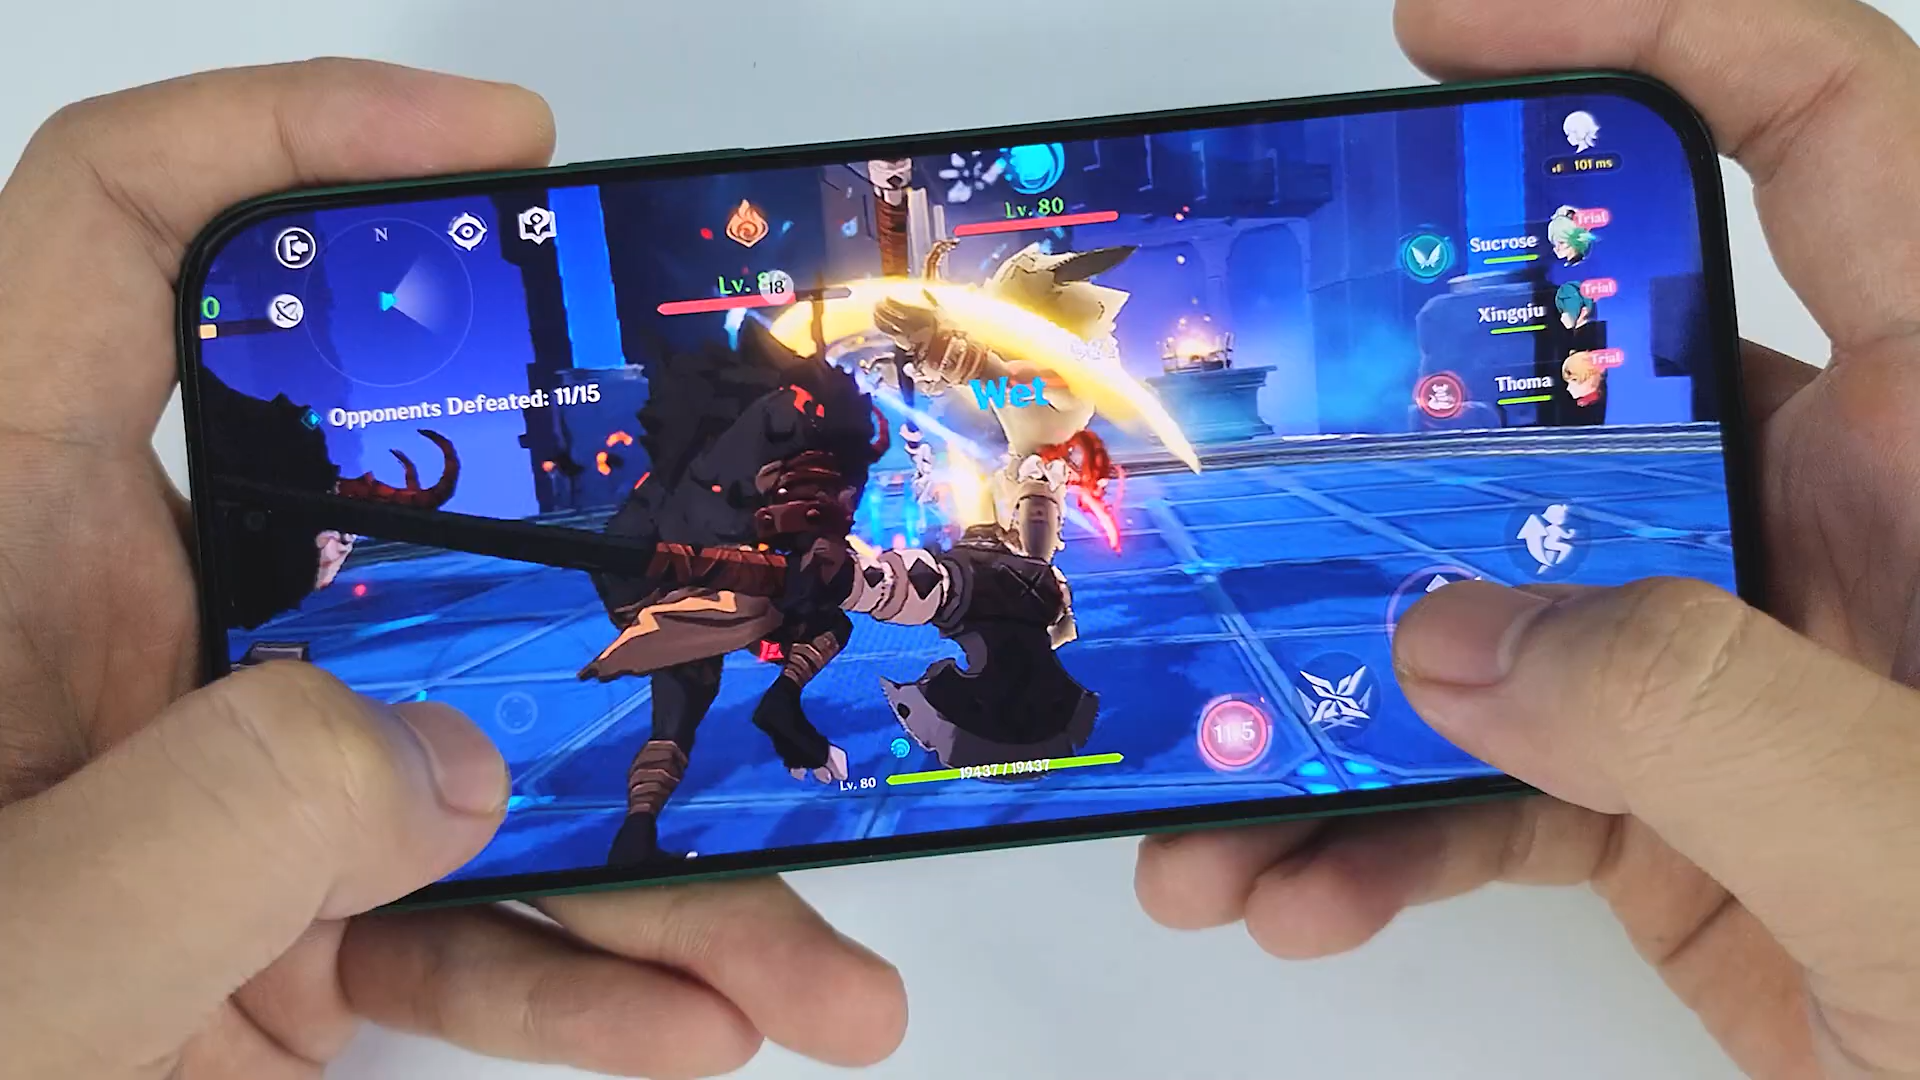 N
101 ms
Lv. 80
Trial
Sucrose
0
Lv. 8
18
Trial
Xingqiu
Trial
Thoma
Opponents Defeated: 11/15
Wet
11.5
Lv. 80
19437 / 19437